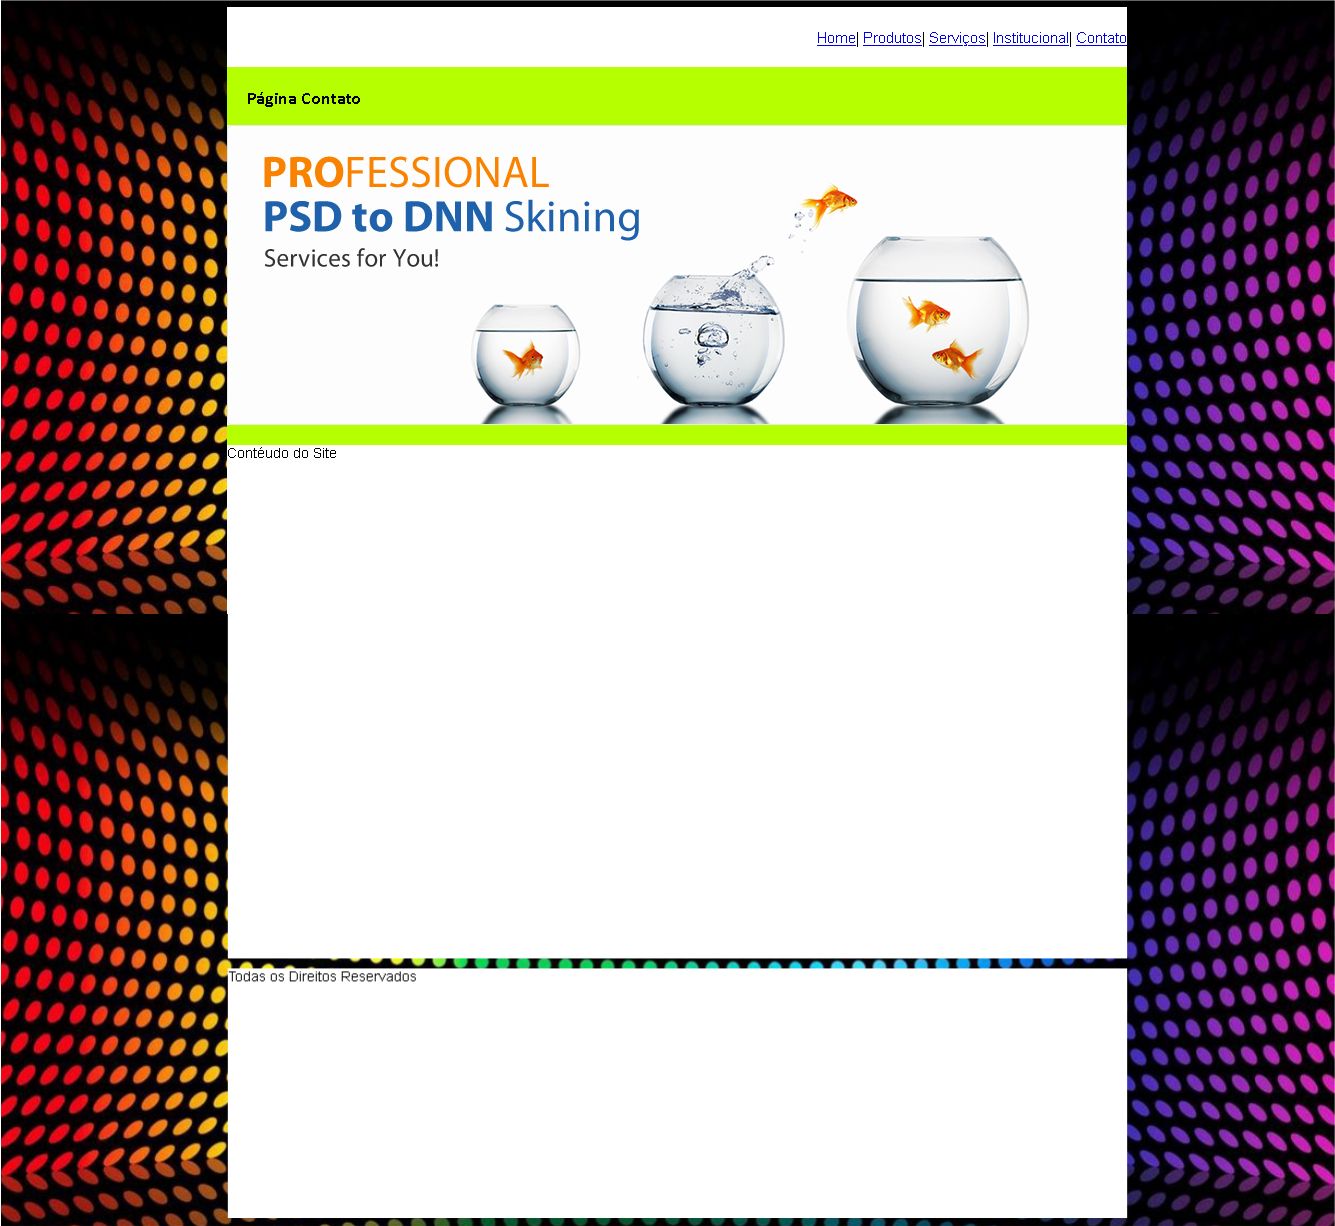 Home| Produtos| Serviços| Institucional| Contato
Página Contato
PROFESSIONAL
PSD to DNN Skining
Services for You!
Contéudo do Site
Todas os Direitos Reservados